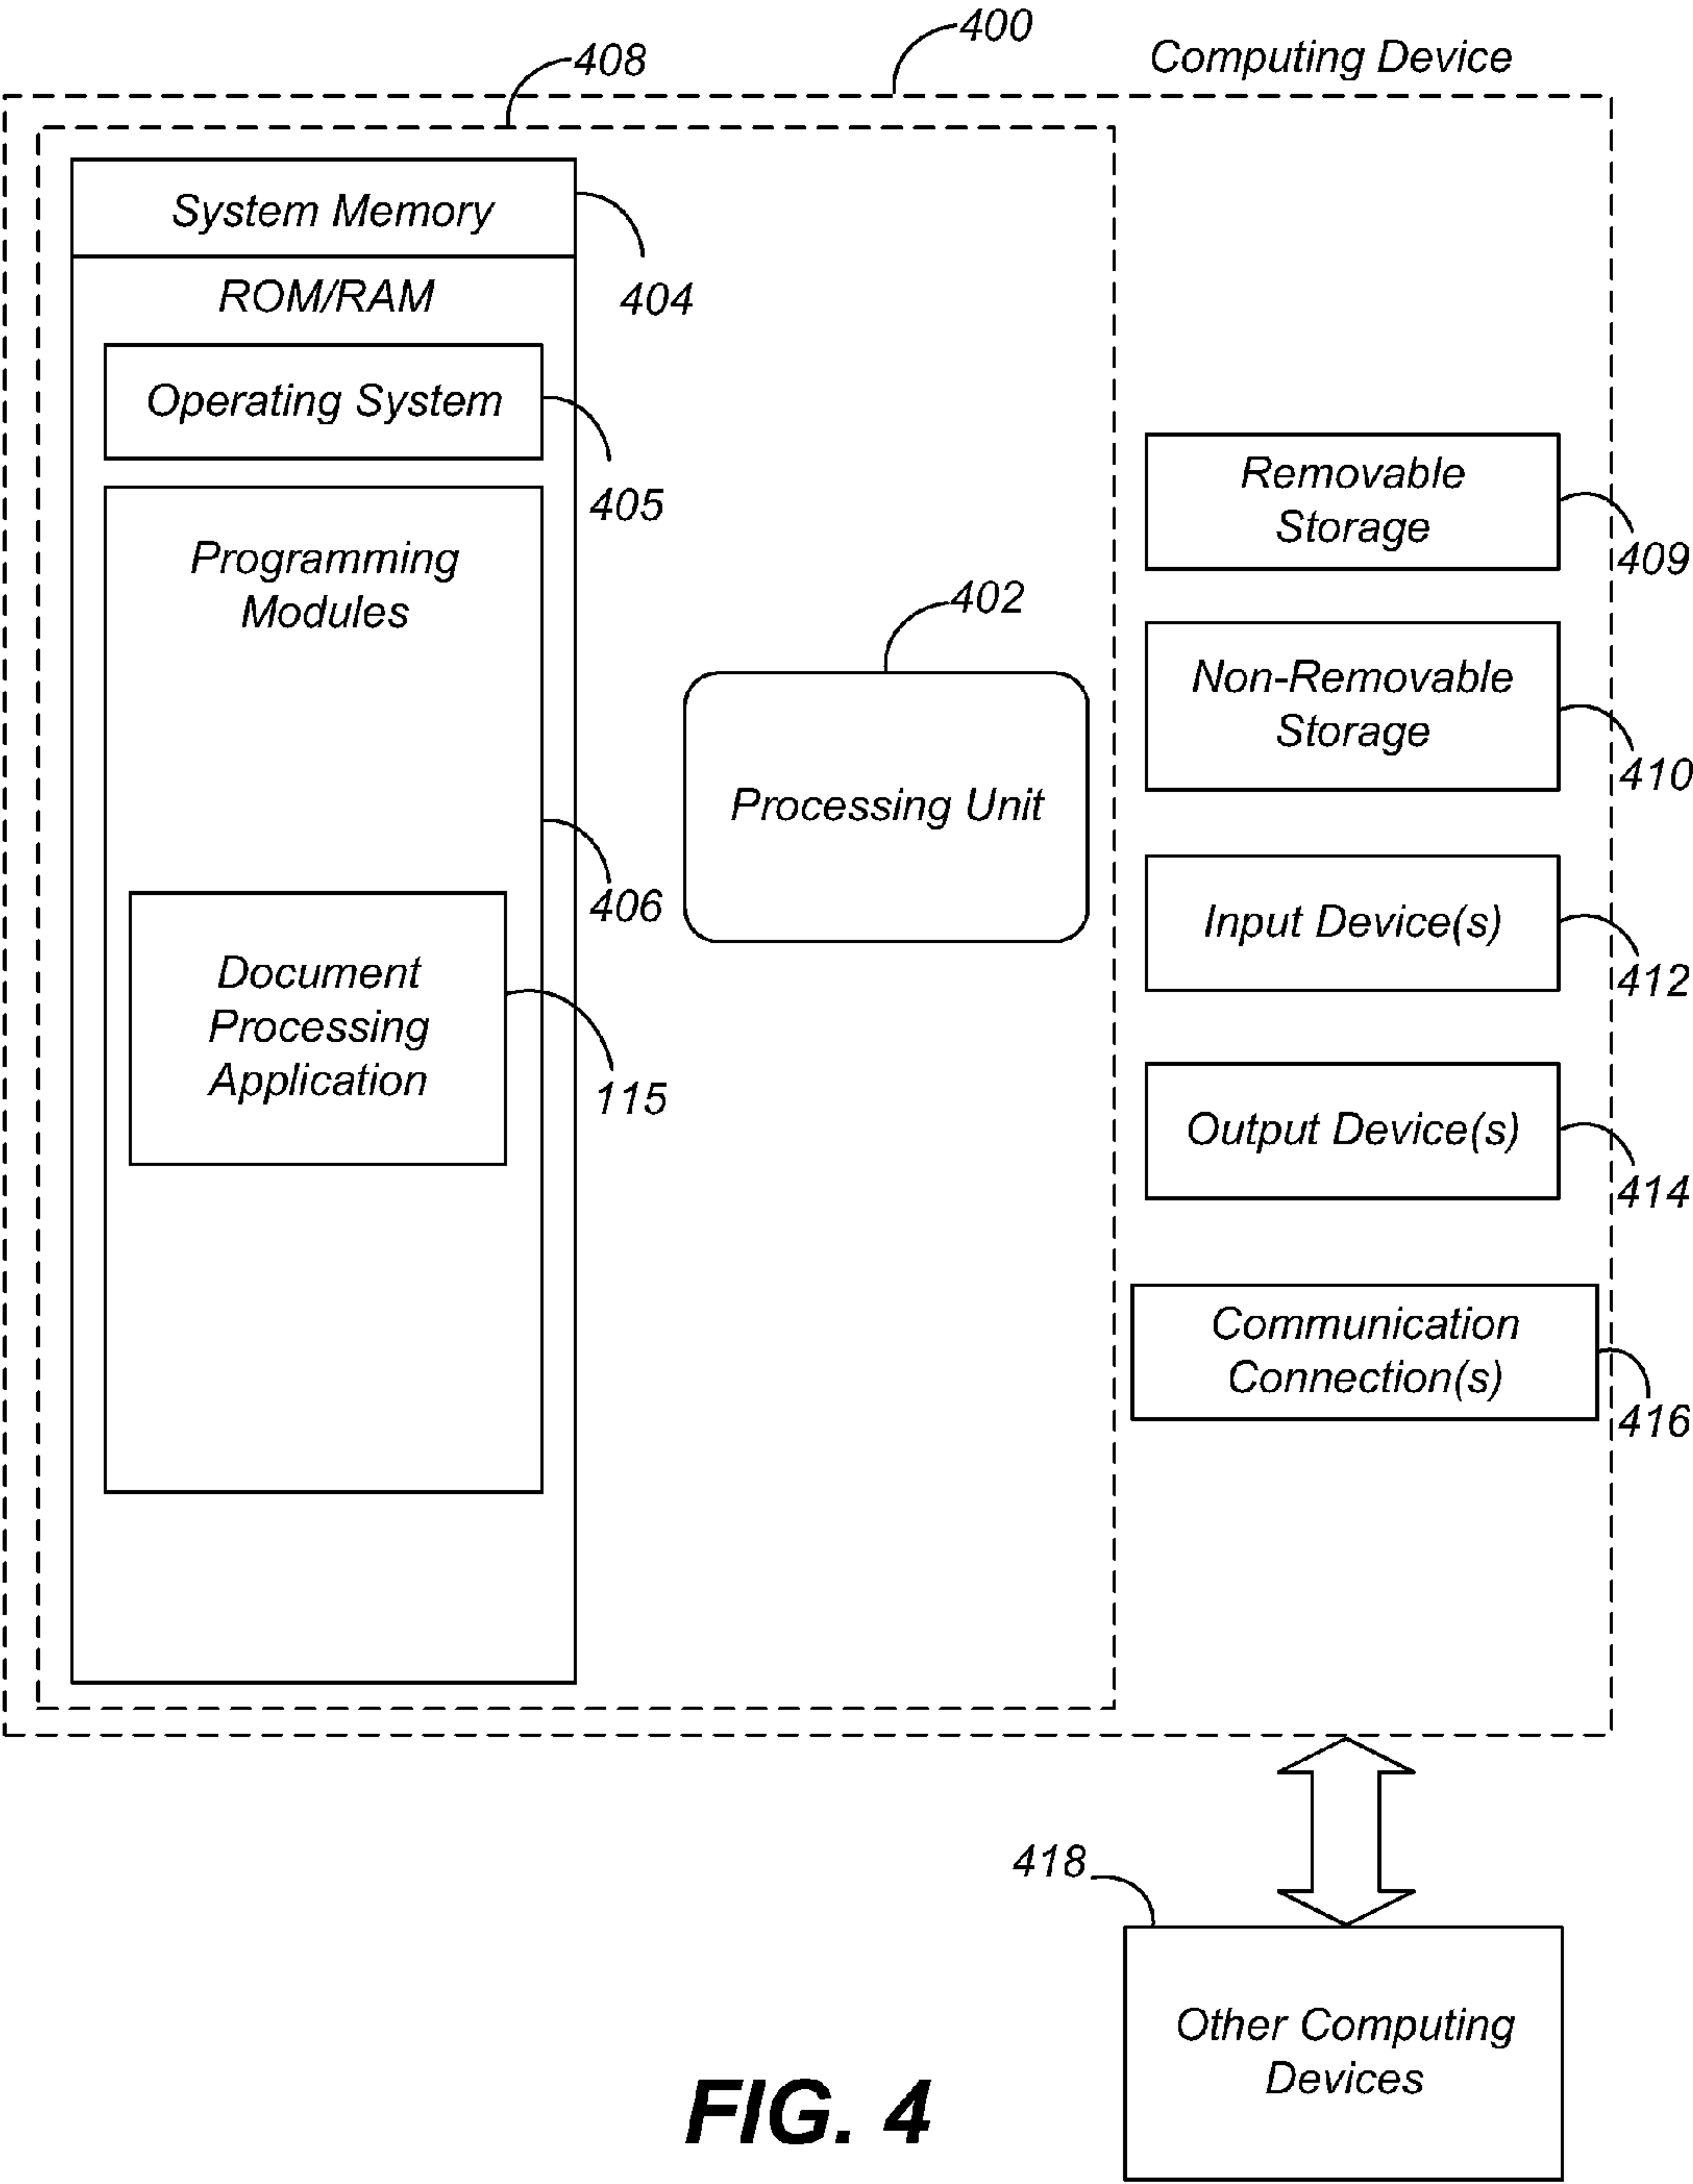 400
Computing Device
408
System Memory
404
ROM/RAM
Operating System
405
Programming
Modules
406
Document
Processing
Application
115
402
Processing Unit
Removable
Storage
409
Non-Removable
Storage
410
Input Device(s)
412
Output Device(s)
414
Communication
Connection(s)
416
418
Other Computing
Devices
FIG. 4